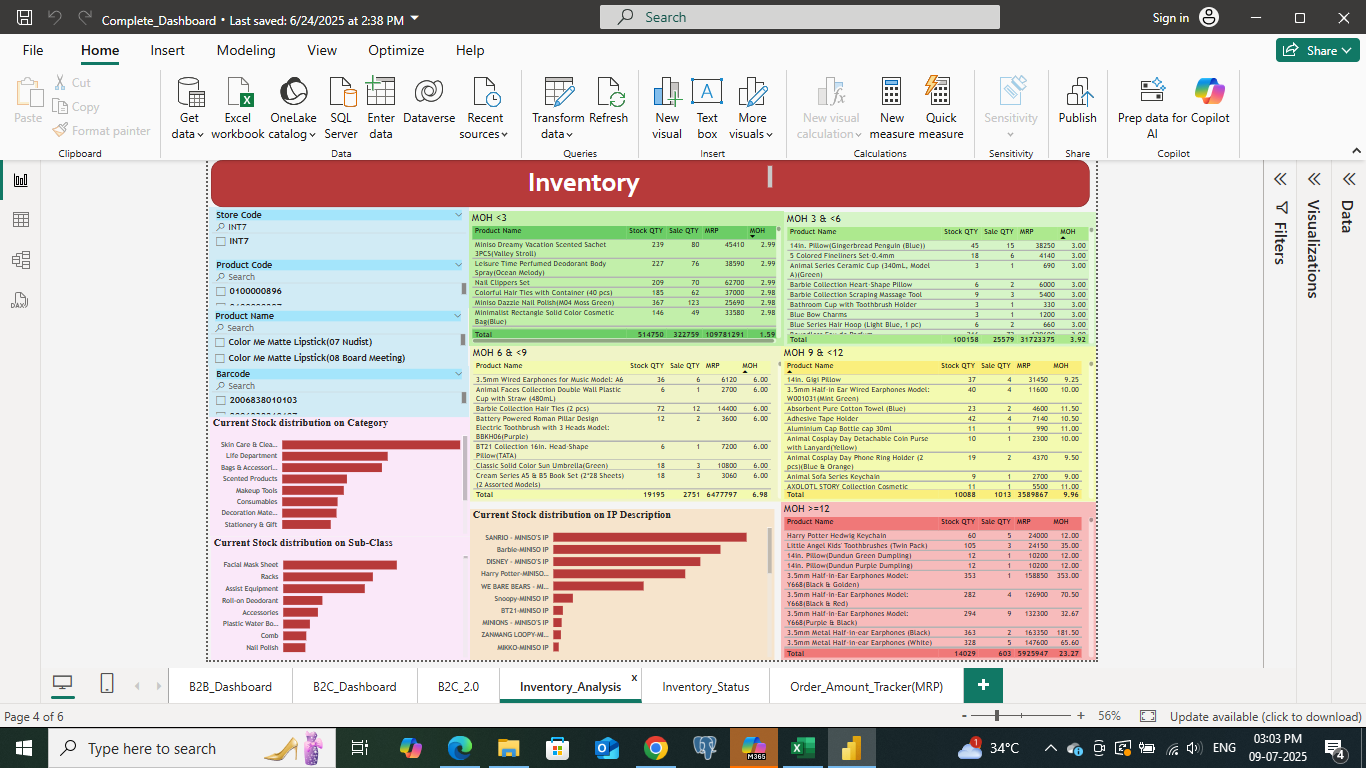 Complete_Dashboard • Last saved: 6/24/2025 at 2:38 PM
Search
Sign in
File Home Insert Modeling View Optimize Help
Share
Paste
Cut
Copy
Format painter
Clipboard
Get data
Excel workbook
OneLake catalog
SQL Server
Enter data
Dataverse
Recent sources
Data
Transform data
Refresh
Queries
New visual
Text box
More visuals
Insert
New visual calculation
New measure
Quick measure
Calculations
Sensitivity
Sensitivity
Publish
Share
Prep data for AI
Copilot
Copilot
Inventory
Store Code
INT7
INT7
Product Code
Search
0100000896
Product Name
Search
Color Me Matte Lipstick(07 Nudist)
Color Me Matte Lipstick(08 Board Meeting)
Barcode
Search
2006838010103
MOH <3
Product Name Stock QTY Sale QTY MRP MOH
Miniso Dreamy Vacation Scented Sachet 239 80 45410 2.99
3PCS(Valley Stroll)
Leisure Time Perfumed Deodorant Body 227 76 38590 2.99
Spray(Ocean Melody)
Nail Clippers Set 209 70 62700 2.99
Colorful Hair Ties with Container (40 pcs) 185 62 37000 2.98
Miniso Dazzle Nail Polish(M04 Moss Green) 367 123 25690 2.98
Minimalist Rectangle Solid Color Cosmetic 146 49 33580 2.98
Bag(Blue)
Total 514750 322759 109781291 1.59
MOH 3 & <6
Product Name Stock QTY Sale QTY MRP MOH
14in. Pillow(Gingerbread Penguin (Blue)) 45 15 38250 3.00
5 Colored Fineliners Set-0.4mm 18 6 4140 3.00
Animal Series Ceramic Cup (340mL, Model 3 1 690 3.00
A)(Green)
Barbie Collection Heart-Shape Pillow 6 2 6000 3.00
Barbie Collection Scraping Massage Tool 9 3 5400 3.00
Bathroom Cup with Toothbrush Holder 3 1 330 3.00
Blue Bow Charms 3 1 1200 3.00
Blue Series Hair Hoop (Light Blue, 1 pc) 6 2 660 3.00
Total 100158 25579 31723375 3.92
MOH 6 & <9
Product Name Stock QTY Sale QTY MRP MOH
3.5mm Wired Earphones for Music Model: A6 36 6 6120 6.00
Animal Faces Collection Double Wall Plastic 6 1 2700 6.00
Cup with Straw (480mL)
Barbie Collection Hair Ties (2 pcs) 72 12 14400 6.00
Battery Powered Roman Pillar Design 12 2 3600 6.00
Electric Toothbrush with 3 Heads Model:
BBKH06(Purple)
BT21 Collection 16in. Head-Shape 6 1 7200 6.00
Pillow(TATA)
Classic Solid Color Sun Umbrella(Green) 18 3 10800 6.00
Cream Series A5 & B5 Book Set (2*28 Sheets) 18 3 3060 6.00
(2 Assorted Models)
Total 19195 2751 6477797 6.98
MOH 9 & <12
Product Name Stock QTY Sale QTY MRP MOH
14in. Gigi Pillow 37 4 31450 9.25
3.5mm Half-in Ear Wired Earphones Model: 40 4 11600 10.00
W001031(Mint Green)
Absorbent Pure Cotton Towel (Blue) 23 2 4600 11.50
Adhesive Tape Holder 42 4 7140 10.50
Aluminium Cap Bottle cap 30ml 11 1 990 11.00
Animal Cosplay Day Detachable Coin Purse 10 1 2300 10.00
with Lanyard(Yellow)
Animal Cosplay Day Phone Ring Holder (2 19 2 4370 9.50
pcs)(Blue & Orange)
Animal Sofa Series Keychain 9 1 2700 9.00
AXOLOTL STORY Collection Cosmetic 11 1 5500 11.00
Total 10088 1013 3589867 9.96
Current Stock distribution on Category
Skin Care & Clea...
Life Department
Bags & Accessori...
Scented Products
Makeup Tools
Consumables
Decoration Mate...
Stationery & Gift
Current Stock distribution on Sub-Class
Facial Mask Sheet
Racks
Assist Equipment
Roll-on Deodorant
Accessories
Plastic Water Bo...
Comb
Nail Polish
Current Stock distribution on IP Description
SANRIO - MINISO'S IP
Barbie-MINISO IP
DISNEY - MINISO'S IP
Harry Potter-MINISO...
WE BARE BEARS - MI...
Snoopy-MINISO IP
BT21-MINISO IP
MINIONS - MINISO'S IP
ZANMANG LOOPY-MI...
MIKKO-MINISO IP
MOH >=12
Product Name Stock QTY Sale QTY MRP MOH
Harry Potter Hedwig Keychain 60 5 24000 12.00
Little Angel Kids' Toothbrushes (Twin Pack) 105 3 24150 35.00
14in. Pillow(Dundun Green Dumpling) 12 1 10200 12.00
14in. Pillow(Dundun Purple Dumpling) 12 1 10200 12.00
3.5mm Half-in-Ear Earphones Model: 353 1 158850 353.00
Y668(Black & Golden)
3.5mm Half-in-Ear Earphones Model: 282 4 126900 70.50
Y668(Black & Red)
3.5mm Half-in-Ear Earphones Model: 294 9 132300 32.67
Y668(Purple & Black)
3.5mm Metal Half-in-ear Earphones (Black) 363 2 163350 181.50
3.5mm Metal Half-in-ear Earphones (White) 328 5 147600 65.60
Total 14029 603 5925947 23.27
Filters
Visualizations
Data
B2B_Dashboard B2C_Dashboard B2C_2.0 Inventory_Analysis x Inventory_Status Order_Amount_Tracker(MRP) +
Page 4 of 6
- + 56%
Update available (click to download)
DAX
Type here to search
M365
1
34°C
ENG
03:03 PM
09-07-2025
4